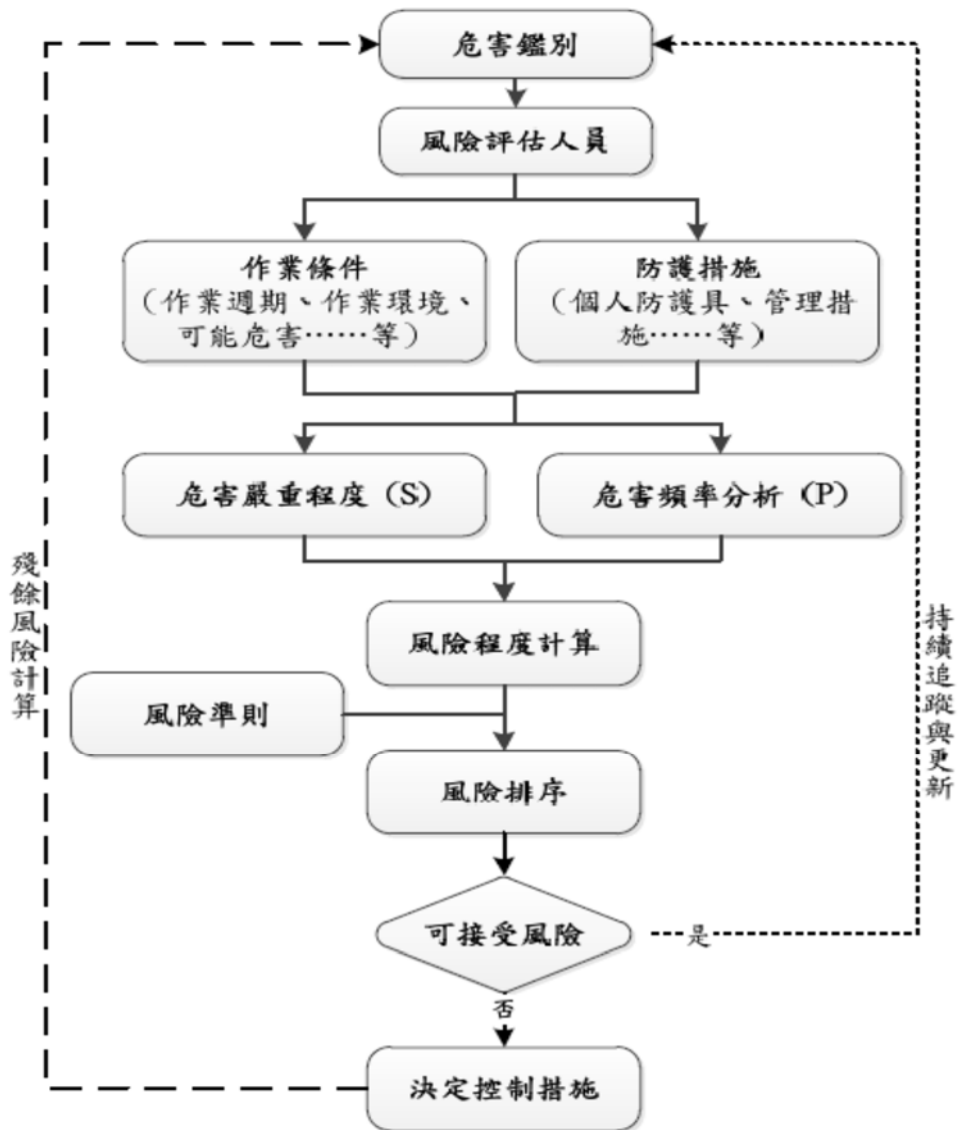 危害鑑別
風險評估人員
作業條件
（作業週期、作業環境、
可能危害……等）
防護措施
（個人防護具、管理措
施……等）
危害嚴重程度（S）
危害頻率分析（P）
風險程度計算
風險準則
風險排序
可接受風險
是
否
決定控制措施
殘餘風險計算
持續追蹤與更新